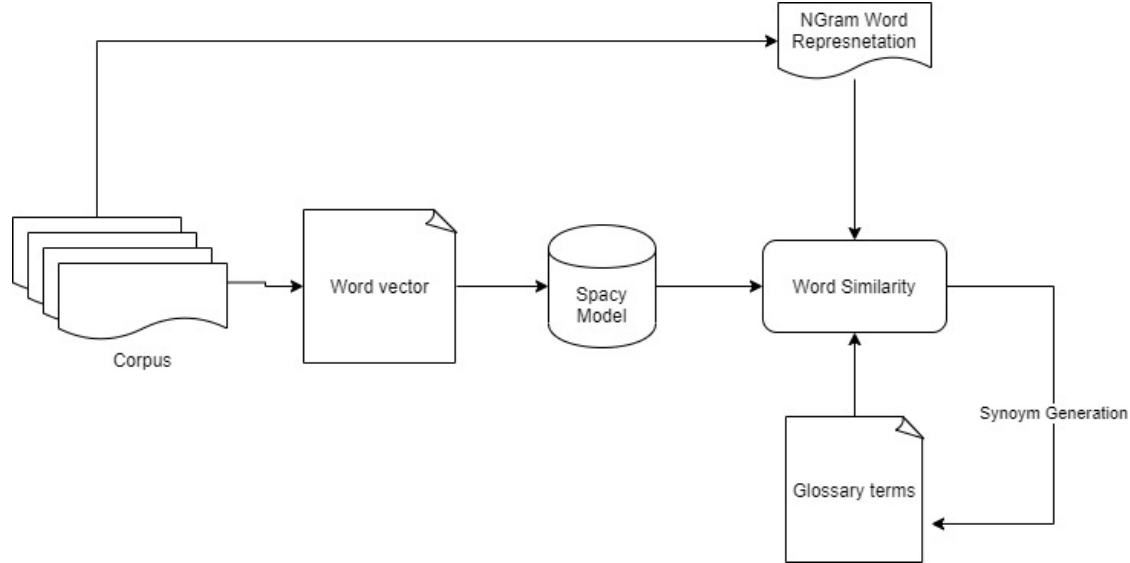 NGram Word
Represnetation
Word vector
Spacy
Model
Word Similarity
Corpus
Synoym Generation
Glossary terms